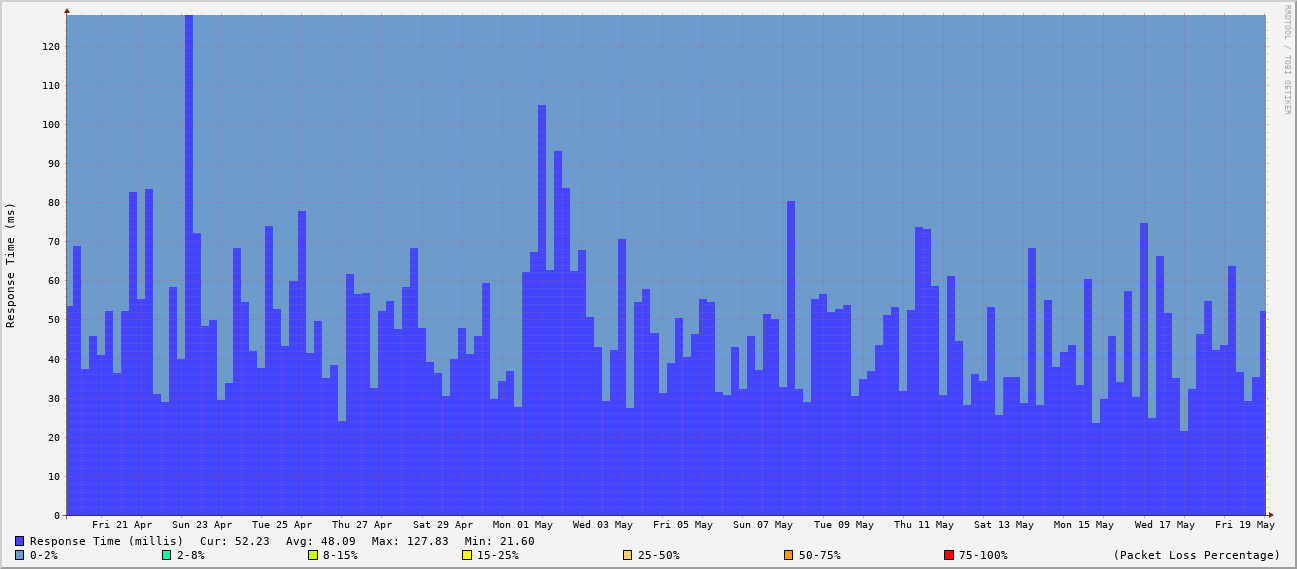 RRDTOOL / TOBI OETIKER
Response Time (ms)
120
110
100
90
80
70
60
50
40
30
20
10
0
Fri 21 Apr Sun 23 Apr Tue 25 Apr Thu 27 Apr Sat 29 Apr Mon 01 May Wed 03 May Fri 05 May Sun 07 May Tue 09 May Thu 11 May Sat 13 May Mon 15 May Wed 17 May Fri 19 May
Response Time (millis) Cur: 52.23 Avg: 48.09 Max: 127.83 Min: 21.60
0-2% 2-8% 8-15% 15-25% 25-50% 50-75% 75-100% (Packet Loss Percentage)